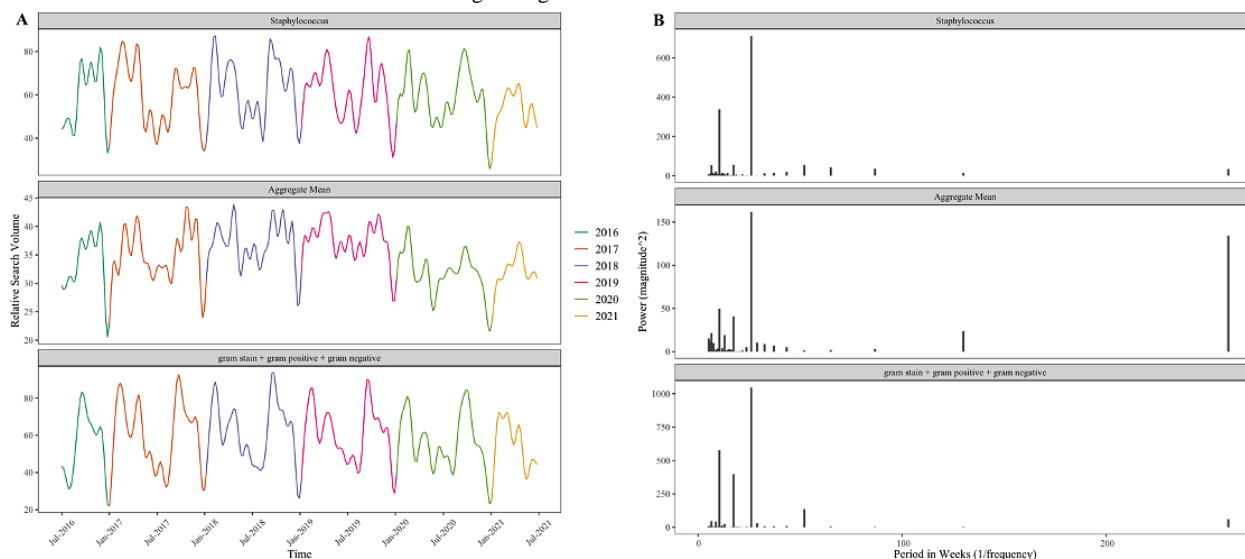 A
Staphylococcus
80
60
40
Aggregate Mean
45
40
35
30
25
20
gram stain + gram positive + gram negative
80
60
40
20
Relative Search Volume
Jul-2016
Jan-2017
Jul-2017
Jan-2018
Jul-2018
Jan-2019
Jul-2019
Jan-2020
Jul-2020
Jan-2021
Jul-2021
Time
2016
2017
2018
2019
2020
2021
B
Staphylococcus
600
400
200
0
Aggregate Mean
150
100
50
0
gram stain + gram positive + gram negative
1000
750
500
250
0
Power (magnitude^2)
0
100
200
Period in Weeks (1/frequency)